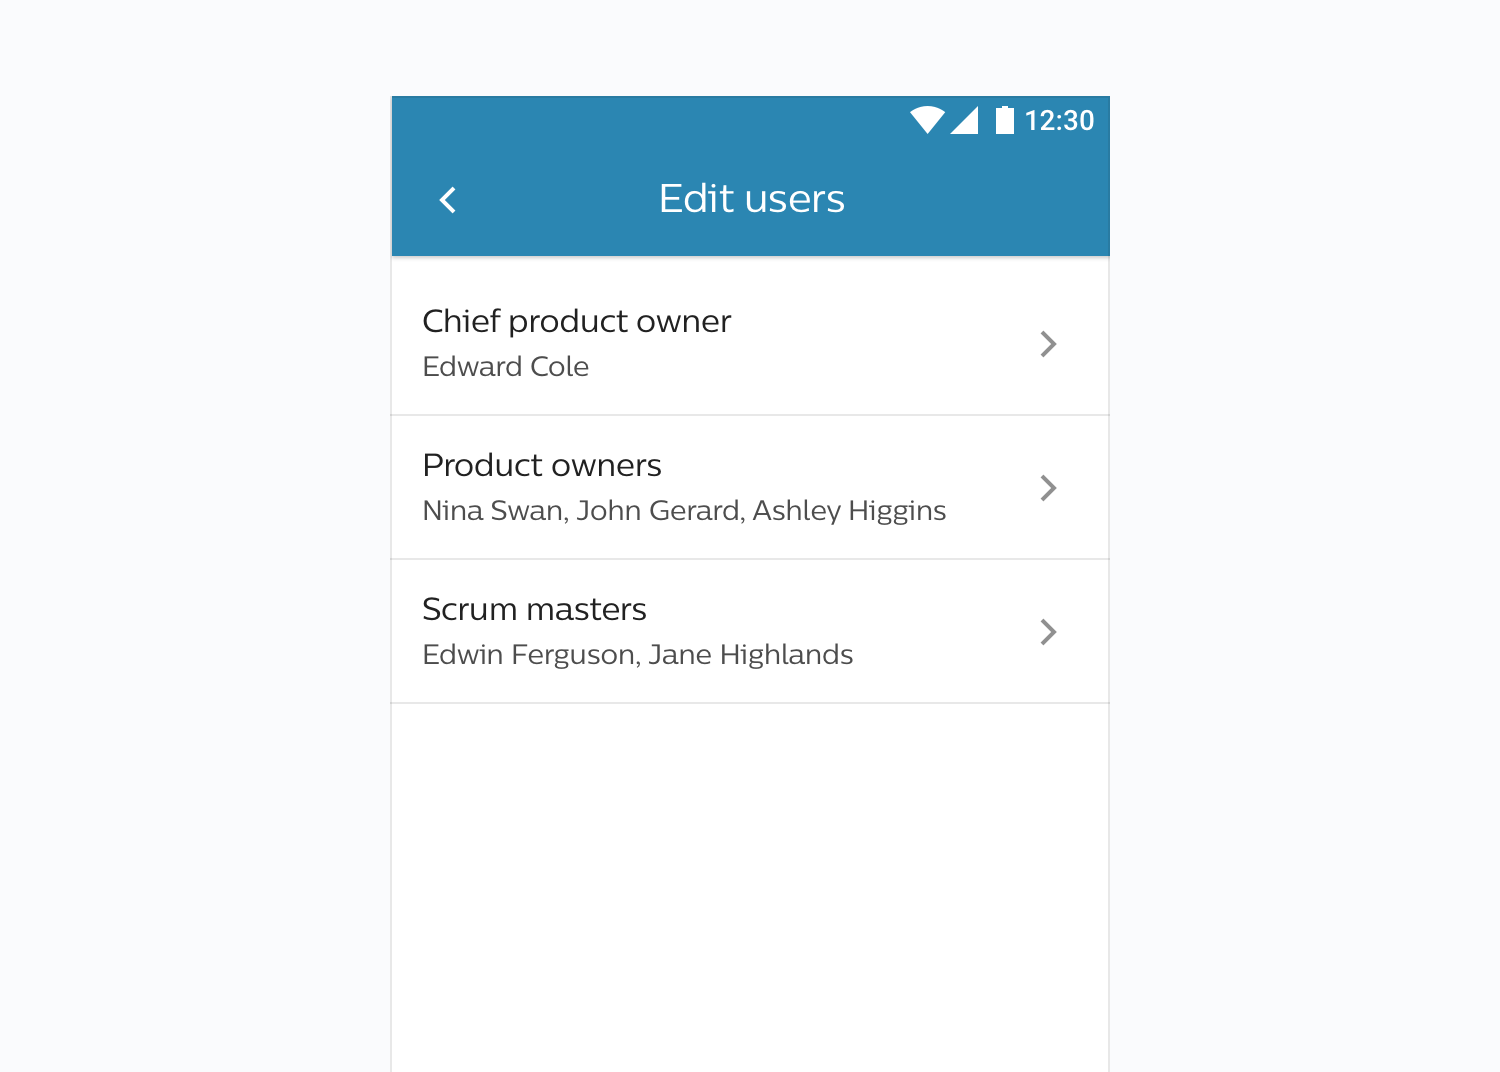 12:30
Edit users
Chief product owner
Edward Cole
Product owners
Nina Swan, John Gerard, Ashley Higgins
Scrum masters
Edwin Ferguson, Jane Highlands